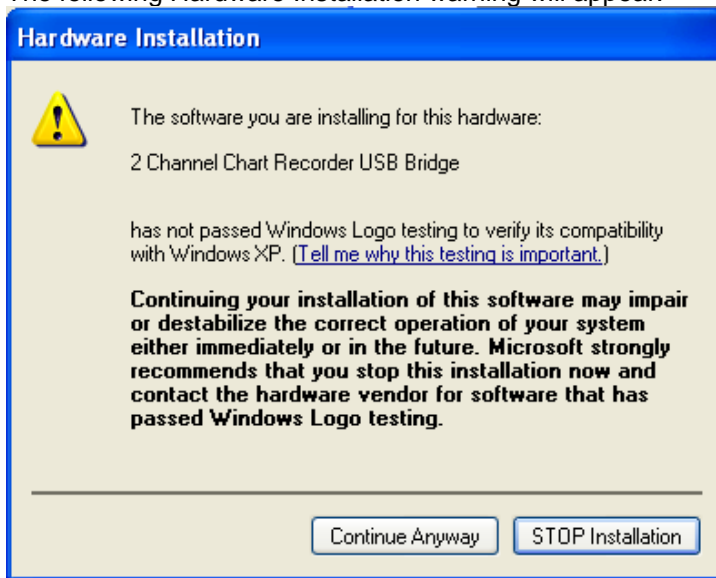 The following Hardware Installation warning will appear:
Hardware Installation
The software you are installing for this hardware:
2 Channel Chart Recorder USB Bridge
has not passed Windows Logo testing to verify its compatibility
with Windows XP. (Tell me why this testing is important.)
Continuing your installation of this software may impair
or destabilize the correct operation of your system
either immediately or in the future. Microsoft strongly
recommends that you stop this installation now and
contact the hardware vendor for software that has
passed Windows Logo testing.
Continue Anyway
STOP Installation